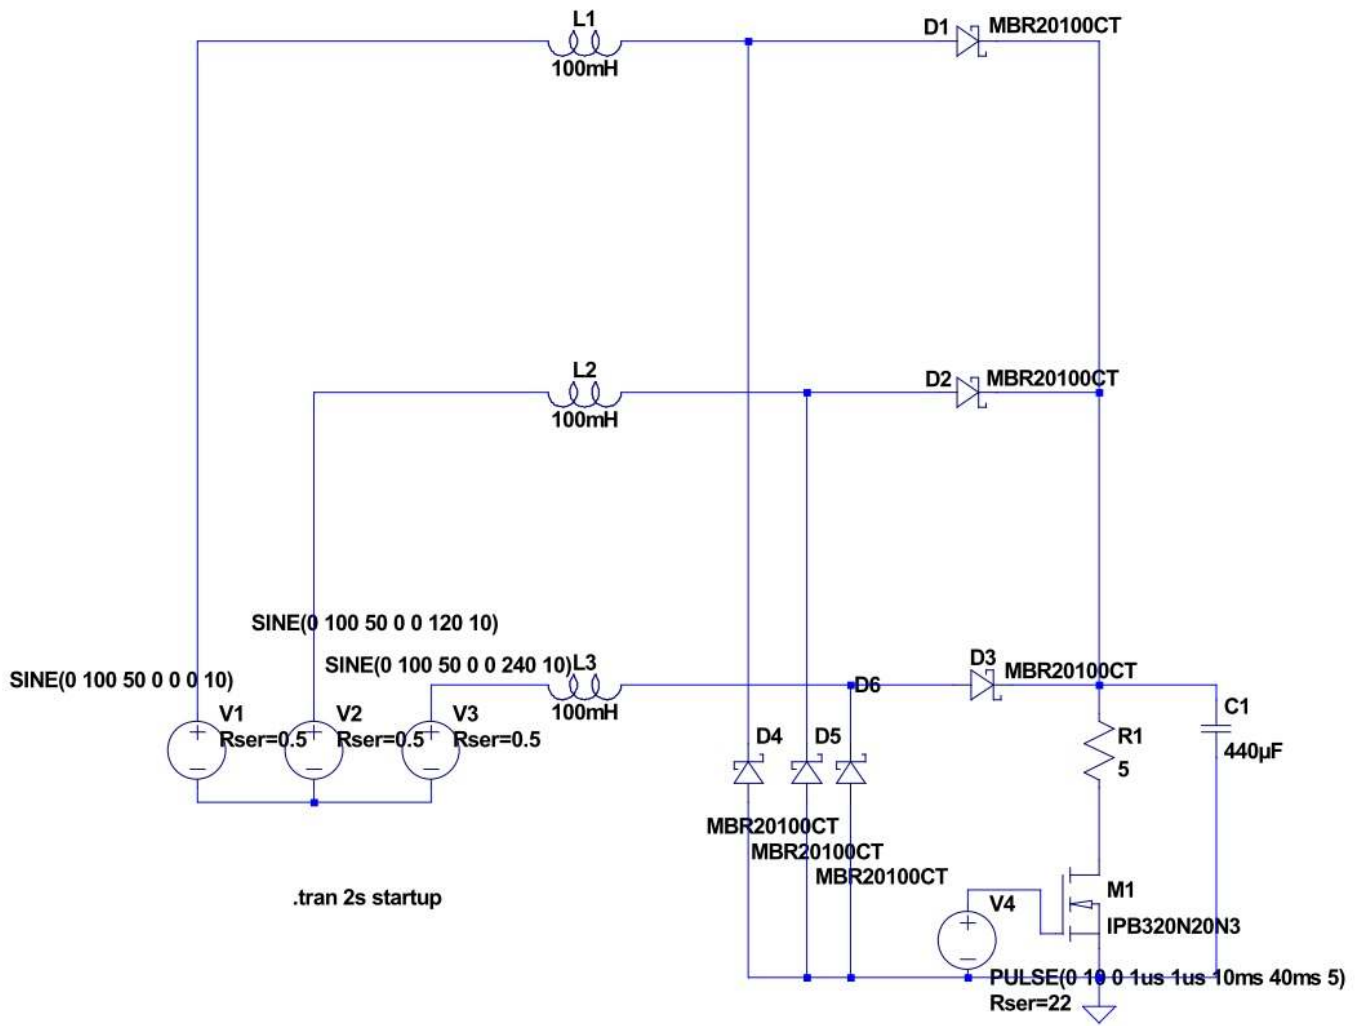 L1
100mH
D1
MBR20100CT
L2
100mH
D2
MBR20100CT
SINE(0 100 50 0 0 120 10)
SINE(0 100 50 0 0 240 10)
L3
100mH
D3
MBR20100CT
SINE(0 100 50 0 0 0 10)
V1
Rser=0.5
V2
Rser=0.5
V3
Rser=0.5
D6
D4
D5
R1
5
C1
440µF
MBR20100CT
MBR20100CT
MBR20100CT
.tran 2s startup
V4
M1
IPB320N20N3
PULSE(0 10 0 1us 1us 10ms 40ms 5)
Rser=22